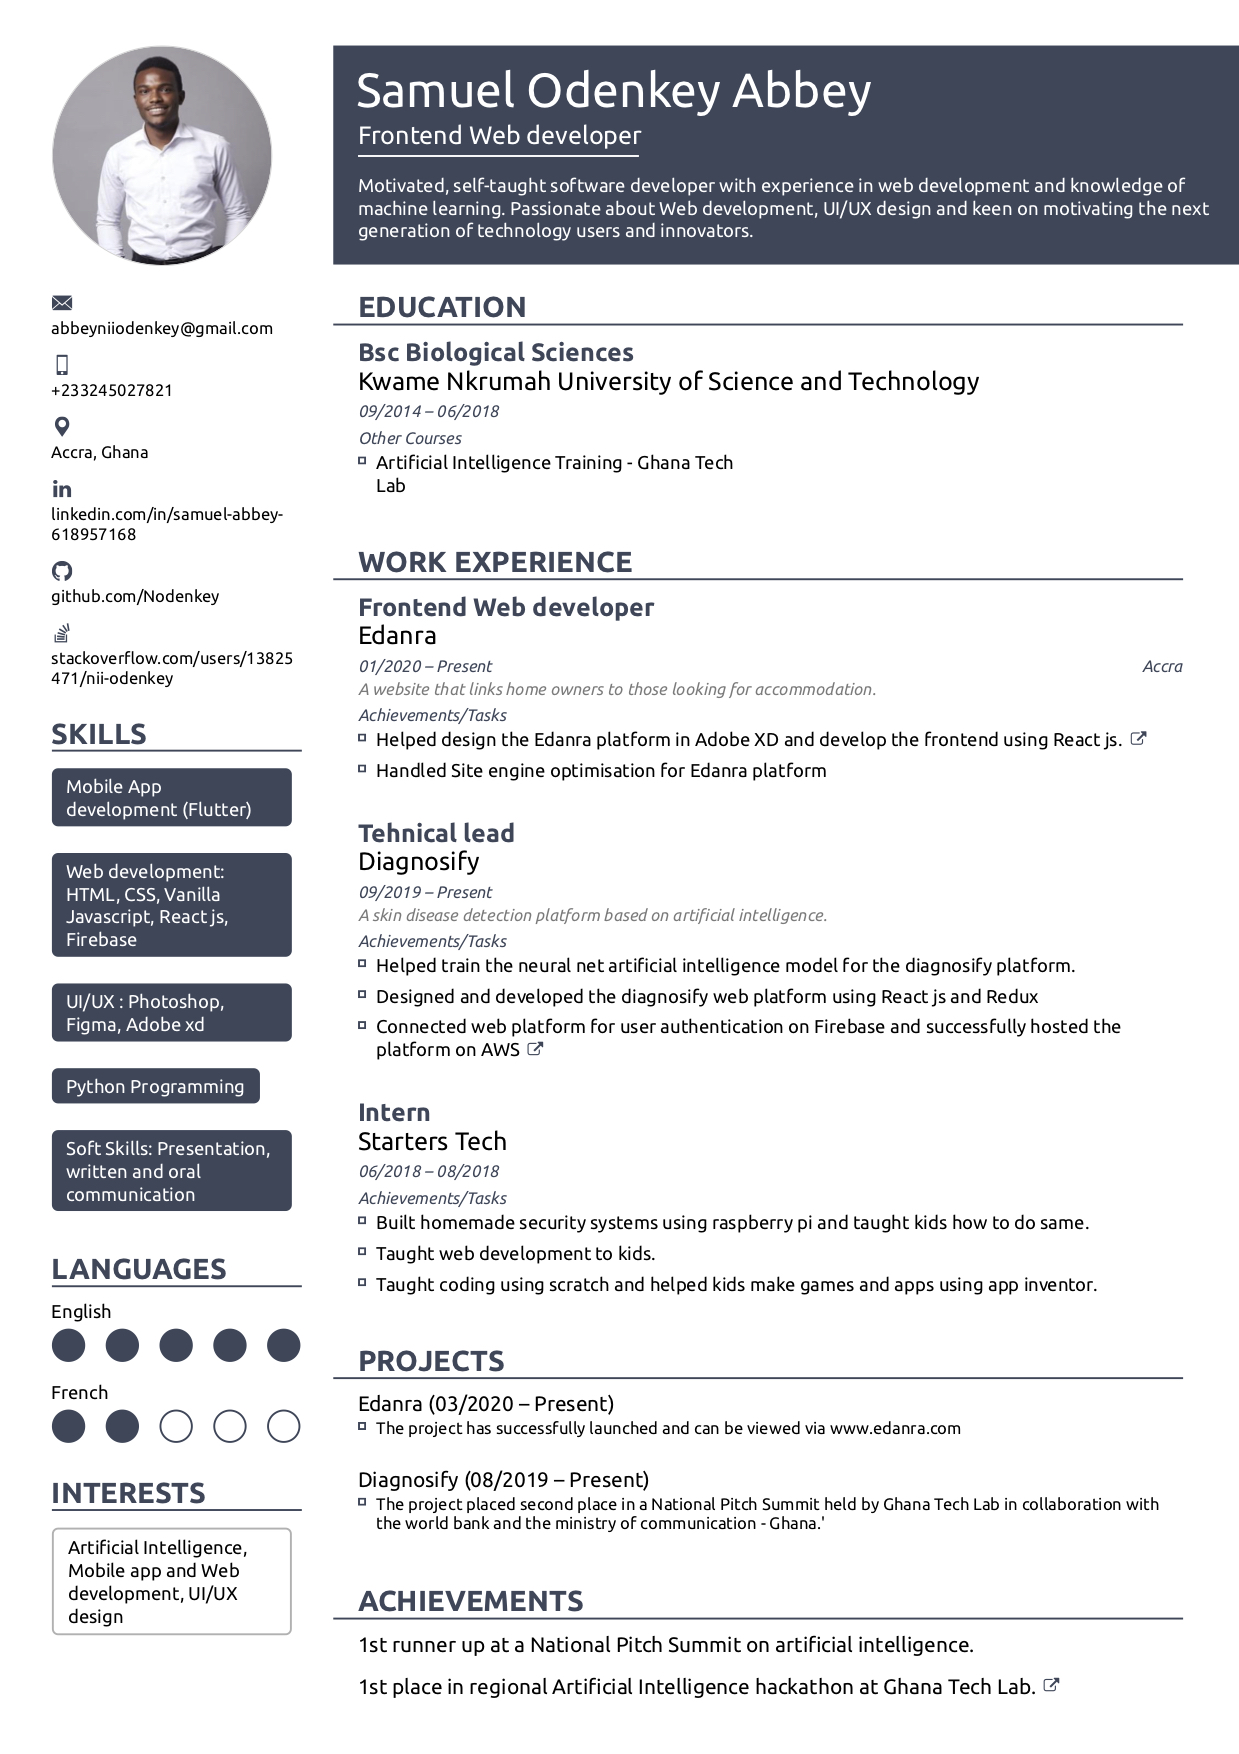 Samuel Odenkey Abbey
Frontend Web developer
Motivated, self-taught software developer with experience in web development and knowledge of
machine learning. Passionate about Web development, UI/UX design and keen on motivating the next
generation of technology users and innovators.
abbeyniiodenkey@gmail.com
+233245027821
Accra, Ghana
linkedin.com/in/samuel-abbey-
618957168
github.com/Nodenkey
stackoverflow.com/users/13825
471/nii-odenkey
SKILLS
Mobile App
development (Flutter)
Web development:
HTML, CSS, Vanilla
Javascript, React js,
Firebase
UI/UX : Photoshop,
Figma, Adobe xd
Python Programming
Soft Skills: Presentation,
written and oral
communication
LANGUAGES
English
French
INTERESTS
Artificial Intelligence,
Mobile app and Web
development, UI/UX
design
EDUCATION
Bsc Biological Sciences
Kwame Nkrumah University of Science and Technology
09/2014 – 06/2018
Other Courses
Artificial Intelligence Training - Ghana Tech
Lab
WORK EXPERIENCE
Frontend Web developer
Edanra
01/2020 – Present Accra
A website that links home owners to those looking for accommodation.
Achievements/Tasks
Helped design the Edanra platform in Adobe XD and develop the frontend using React js.
Handled Site engine optimisation for Edanra platform
Tehnical lead
Diagnosify
09/2019 – Present
A skin disease detection platform based on artificial intelligence.
Achievements/Tasks
Helped train the neural net artificial intelligence model for the diagnosify platform.
Designed and developed the diagnosify web platform using React js and Redux
Connected web platform for user authentication on Firebase and successfully hosted the
platform on AWS
Intern
Starters Tech
06/2018 – 08/2018
Achievements/Tasks
Built homemade security systems using raspberry pi and taught kids how to do same.
Taught web development to kids.
Taught coding using scratch and helped kids make games and apps using app inventor.
PROJECTS
Edanra (03/2020 – Present)
The project has successfully launched and can be viewed via www.edanra.com
Diagnosify (08/2019 – Present)
The project placed second place in a National Pitch Summit held by Ghana Tech Lab in collaboration with
the world bank and the ministry of communication - Ghana.'
ACHIEVEMENTS
1st runner up at a National Pitch Summit on artificial intelligence.
1st place in regional Artificial Intelligence hackathon at Ghana Tech Lab.